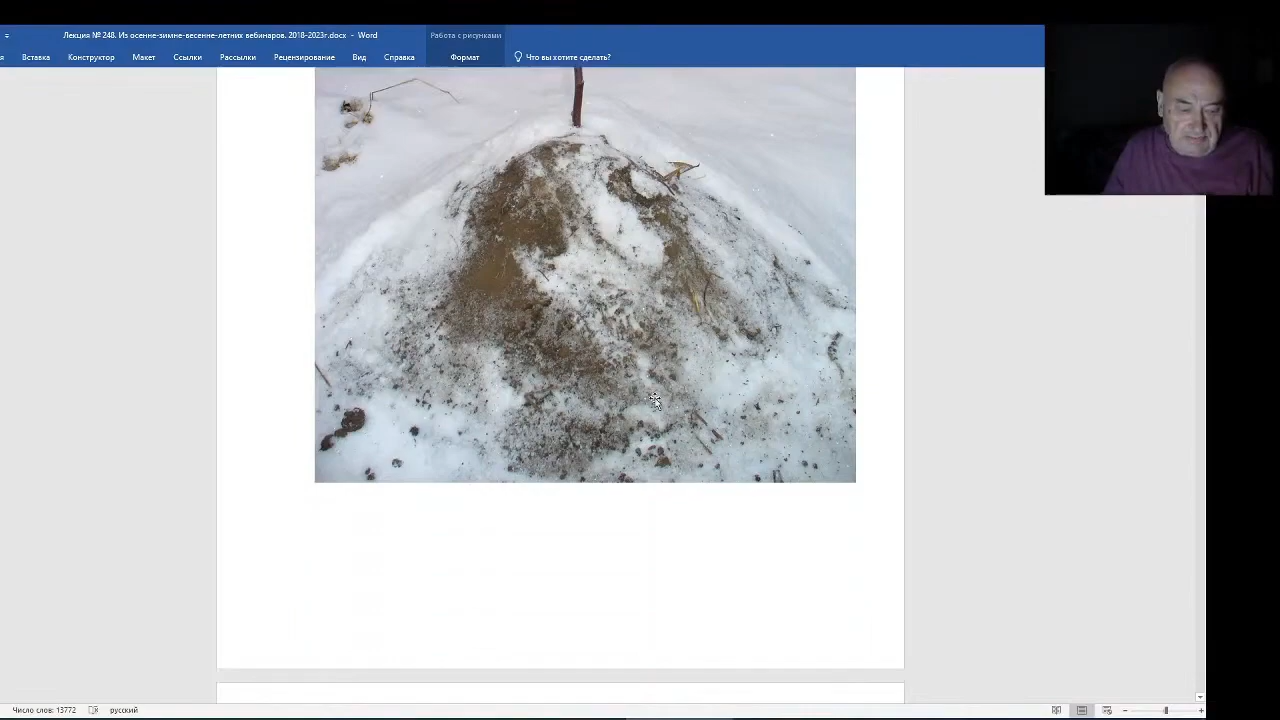 Лекция № 248. Из осенне-зимне-весенне-летних вебинаров. 2018-2023г.docx - Word
Работа с рисунками
я Вставка Конструктор Макет Ссылки Рассылки Рецензирование Вид Справка Формат Что вы хотите сделать?
Число слов: 13772 русский